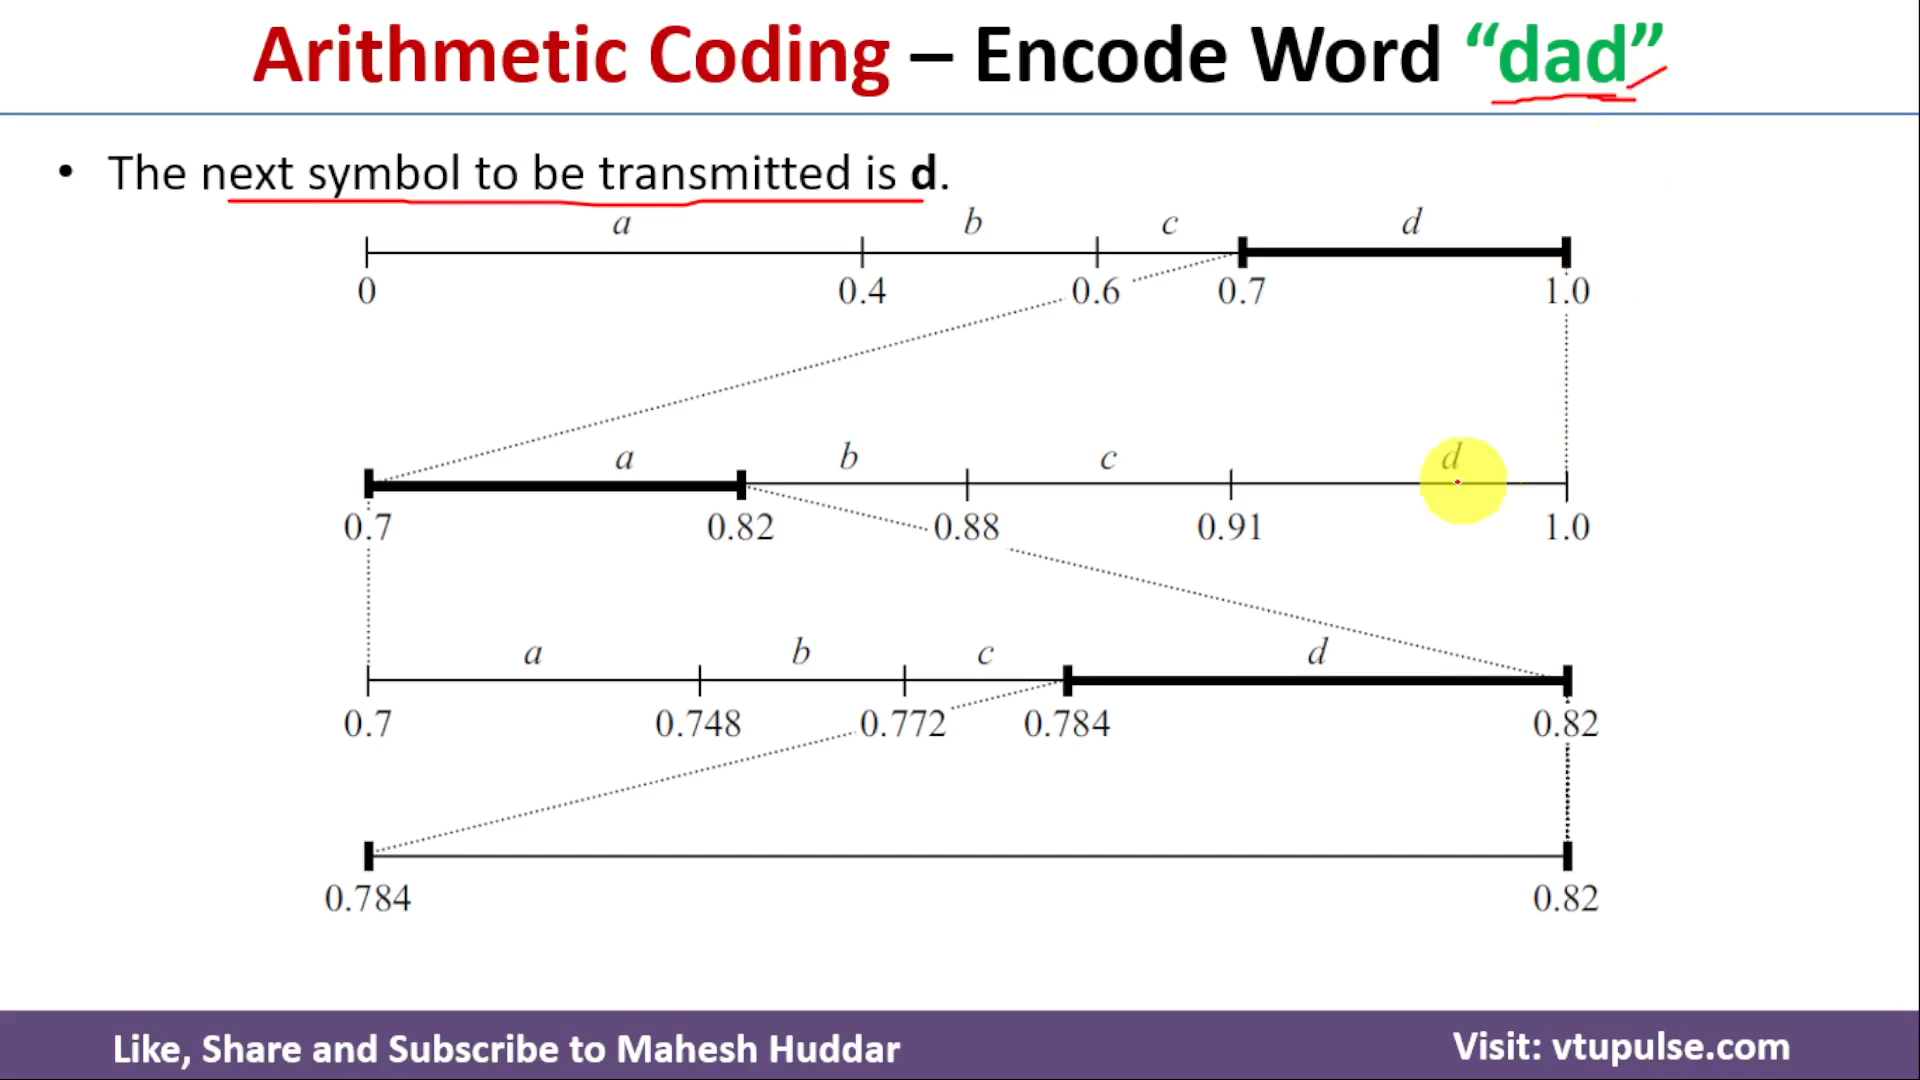 Arithmetic Coding – Encode Word “dad”
• The next symbol to be transmitted is d.
a b c d
0 0.4 0.6 0.7 1.0
a b c d
0.7 0.82 0.88 0.91 1.0
a b c d
0.7 0.748 0.772 0.784 0.82
0.784 0.82
Like, Share and Subscribe to Mahesh Huddar
Visit: vtupulse.com